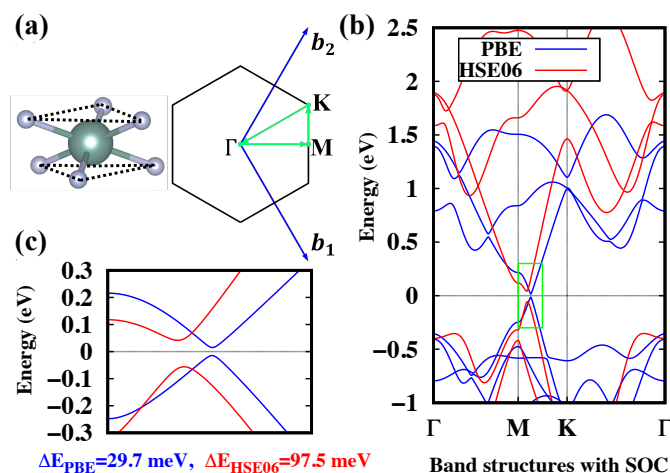 (a)
b₂
K
Γ
M
b₁
(b)
2.5
2
1.5
1
0.5
0
−0.5
−1
Energy (eV)
PBE
HSE06
Γ
M
K
Γ
Band structures with SOC
(c)
0.3
0.2
0.1
0
−0.1
−0.2
−0.3
Energy (eV)
ΔE_PBE=29.7 meV, ΔE_HSE06=97.5 meV